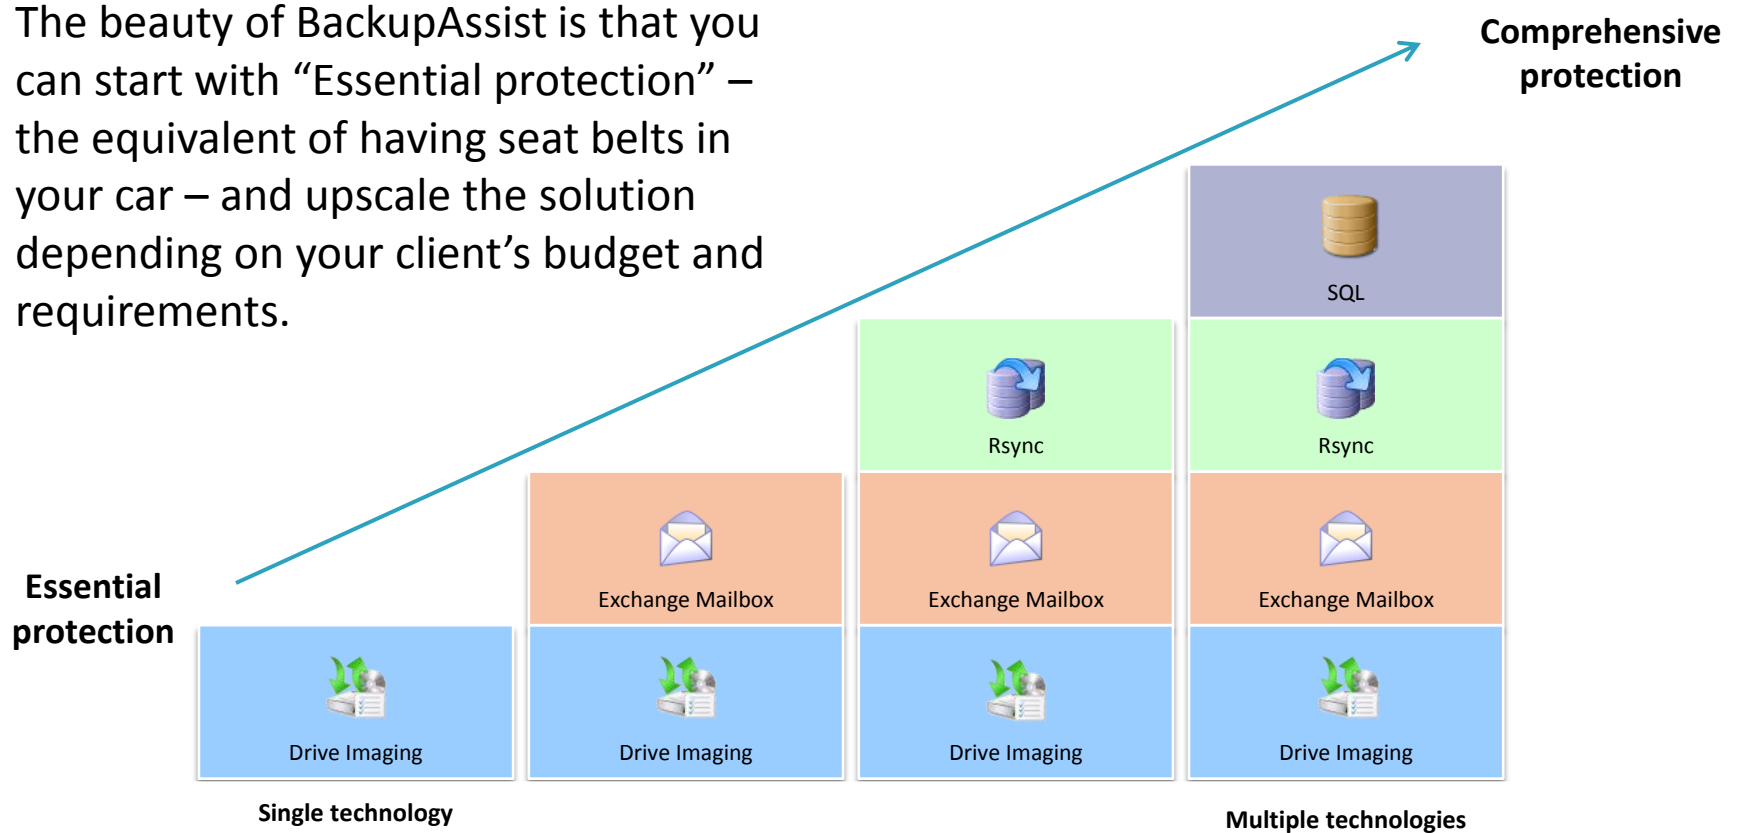 The beauty of BackupAssist is that you
can start with “Essential protection” –
the equivalent of having seat belts in
your car – and upscale the solution
depending on your client’s budget and
requirements.
Comprehensive
protection
SQL
Rsync
Rsync
Exchange Mailbox
Exchange Mailbox
Exchange Mailbox
Essential
protection
Drive Imaging
Drive Imaging
Drive Imaging
Drive Imaging
Single technology
Multiple technologies